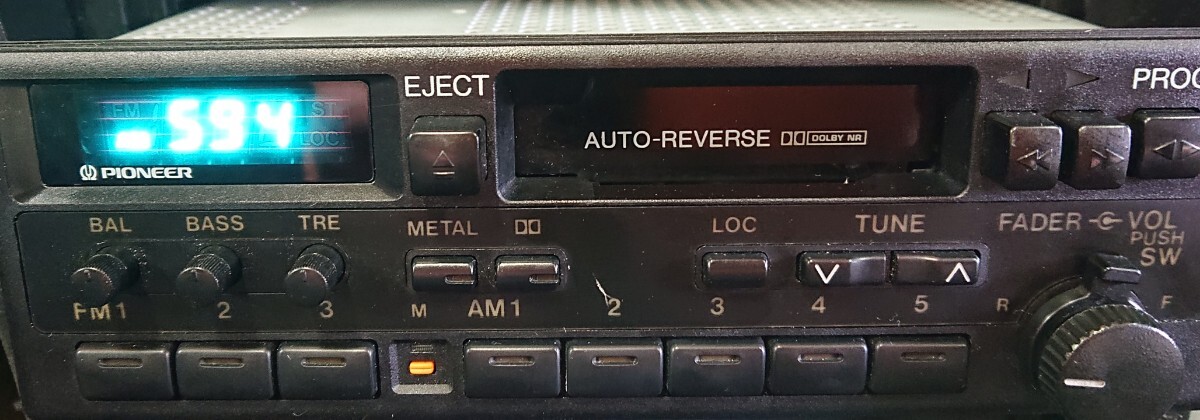 EJECT
PROG
FM ST
594
LOC
PIONEER
AUTO-REVERSE DOLBY NR
BAL BASS TRE METAL LOC TUNE FADER VOL
PUSH
SW
FM1 2 3 M AM1 2 3 4 5 R F